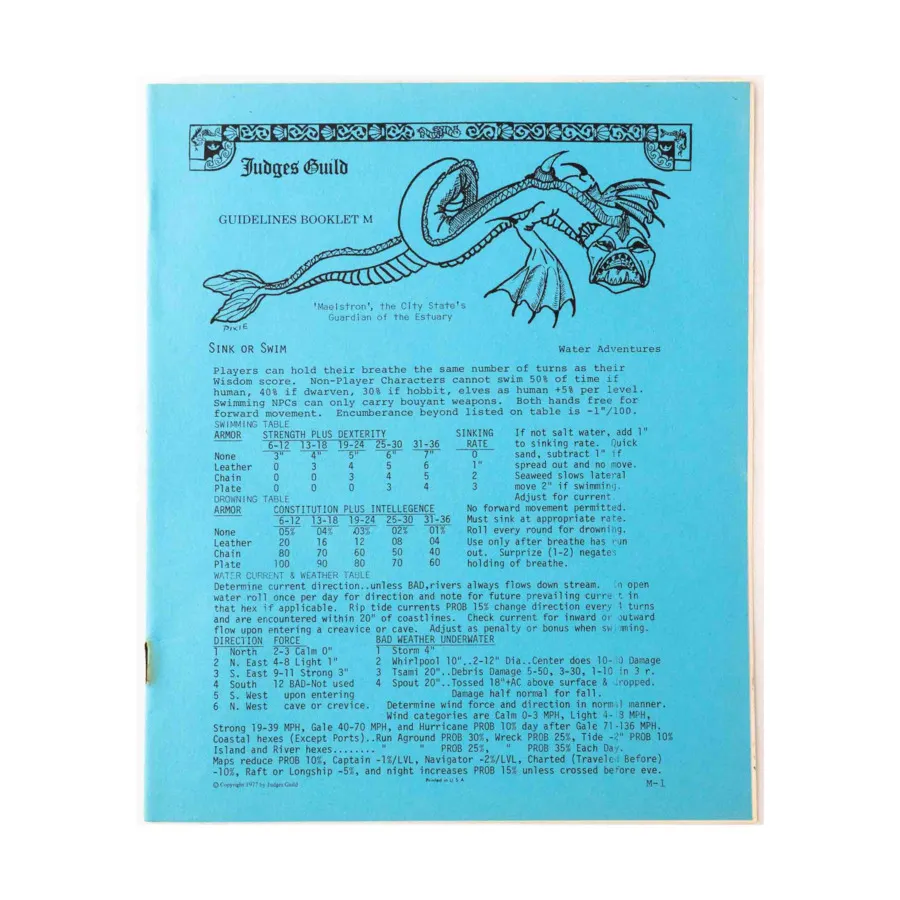 Judges Guild
GUIDELINES BOOKLET M
'Maelstron', the City State's
Guardian of the Estuary
PIXIE
SINK OR SWIM Water Adventures
Players can hold their breathe the same number of turns as their
Wisdom score. Non-Player Characters cannot swim 50% of time if
human, 40% if dwarven, 30% if hobbit, elves as human +5% per level.
Swimming NPCs can only carry bouyant weapons. Both hands free for
forward movement. Encumberance beyond listed on table is -1"/100.
SWIMMING TABLE
ARMOR STRENGTH PLUS DEXTERITY SINKING If not salt water, add 1"
6-12 13-18 19-24 25-30 31-36 RATE to sinking rate. Quick
None 3" 4" 5" 6" 7" 0 sand, subtract 1" if
Leather 0 3 4 5 6 1" spread out and no move.
Chain 0 0 3 4 5 2 Seaweed slows lateral
Plate 0 0 0 3 4 3 move 2" if swimming.
DROWNING TABLE Adjust for current.
ARMOR CONSTITUTION PLUS INTELLEGENCE No forward movement permitted.
6-12 13-18 19-24 25-30 31-36 Must sink at appropriate rate.
None 05% 04% .03% 02% 01% Roll every round for drowning.
Leather 20 16 12 08 04 Use only after breathe has run
Chain 80 70 60 50 40 out. Surprize (1-2) negates
Plate 100 90 80 70 60 holding of breathe.
WATER CURRENT & WEATHER TABLE
Determine current direction..unless BAD,rivers always flows down stream. In open
water roll once per day for direction and note for future prevailing current in
that hex if applicable. Rip tide currents PROB 15% change direction every 1 turns
and are encountered within 20" of coastlines. Check current for inward or outward
flow upon entering a creavice or cave. Adjust as penalty or bonus when swimming.
DIRECTION FORCE BAD WEATHER UNDERWATER
1 North 2-3 Calm 0" 1 Storm 4"
2 N. East 4-8 Light 1" 2 Whirlpool 10"..2-12" Dia..Center does 10- Damage
3 S. East 9-11 Strong 3" 3 Tsami 20"..Debris Damage 5-50, 3-30, 1-10 in 3 r.
4 South 12 BAD-Not used 4 Spout 20"..Tossed 18"+AC above surface & dropped.
5 S. West upon entering Damage half normal for fall.
6 N. West cave or crevice. Determine wind force and direction in normal manner.
Wind categories are Calm 0-3 MPH, Light 4-18 MPH,
Strong 19-39 MPH, Gale 40-70 MPH, and Hurricane PROB 10% day after Gale 71-136 MPH.
Coastal hexes (Except Ports)..Run Aground PROB 30%, Wreck PROB 25%, Tide -2" PROB 10%
Island and River hexes........ " " PROB 25%, " PROB 35% Each Day.
Maps reduce PROB 10%, Captain -1%/LVL, Navigator -2%/LVL, Charted (Traveled Before)
-10%, Raft or Longship -5%, and night increases PROB 15% unless crossed before eve.
© Copyright 1977 by Judges Guild Printed in U S A M-1